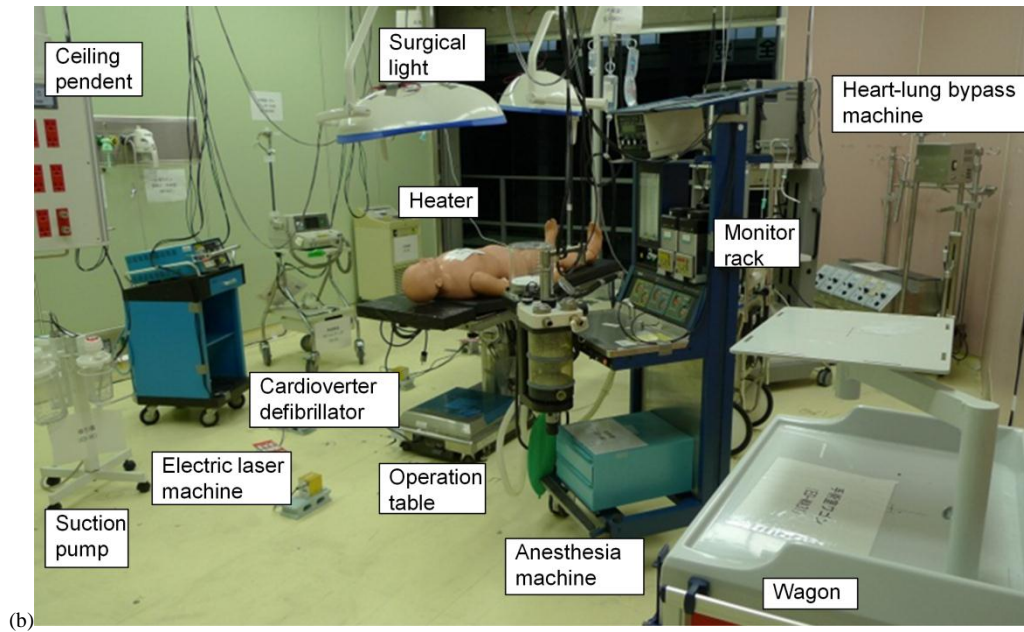 Ceiling
pendent
Surgical
light
Heart-lung bypass
machine
Heater
Monitor
rack
Cardioverter
defibrillator
Electric laser
machine
Operation
table
Suction
pump
Anesthesia
machine
Wagon
(b)